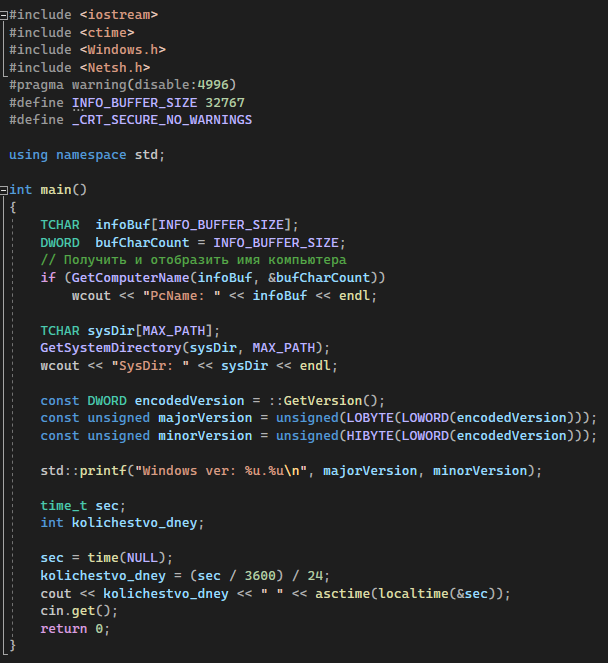 #include <iostream>
#include <ctime>
#include <Windows.h>
#include <Netsh.h>
#pragma warning(disable:4996)
#define INFO_BUFFER_SIZE 32767
#define _CRT_SECURE_NO_WARNINGS

using namespace std;

int main()
{
    TCHAR  infoBuf[INFO_BUFFER_SIZE];
    DWORD  bufCharCount = INFO_BUFFER_SIZE;
    // Получить и отобразить имя компьютера
    if (GetComputerName(infoBuf, &bufCharCount))
        wcout << "PcName: " << infoBuf << endl;

    TCHAR sysDir[MAX_PATH];
    GetSystemDirectory(sysDir, MAX_PATH);
    wcout << "SysDir: " << sysDir << endl;

    const DWORD encodedVersion = ::GetVersion();
    const unsigned majorVersion = unsigned(LOBYTE(LOWORD(encodedVersion)));
    const unsigned minorVersion = unsigned(HIBYTE(LOWORD(encodedVersion)));

    std::printf("Windows ver: %u.%u\n", majorVersion, minorVersion);

    time_t sec;
    int kolichestvo_dney;

    sec = time(NULL);
    kolichestvo_dney = (sec / 3600) / 24;
    cout << kolichestvo_dney << " " << asctime(localtime(&sec));
    cin.get();
    return 0;
}